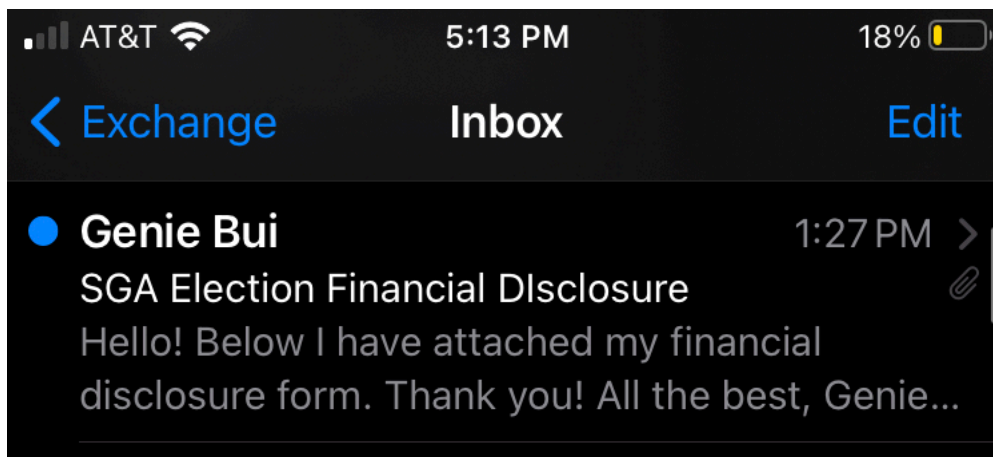 AT&T 5:13 PM 18%
Exchange Inbox Edit
Genie Bui 1:27 PM
SGA Election Financial DIsclosure
Hello! Below I have attached my financial
disclosure form. Thank you! All the best, Genie...